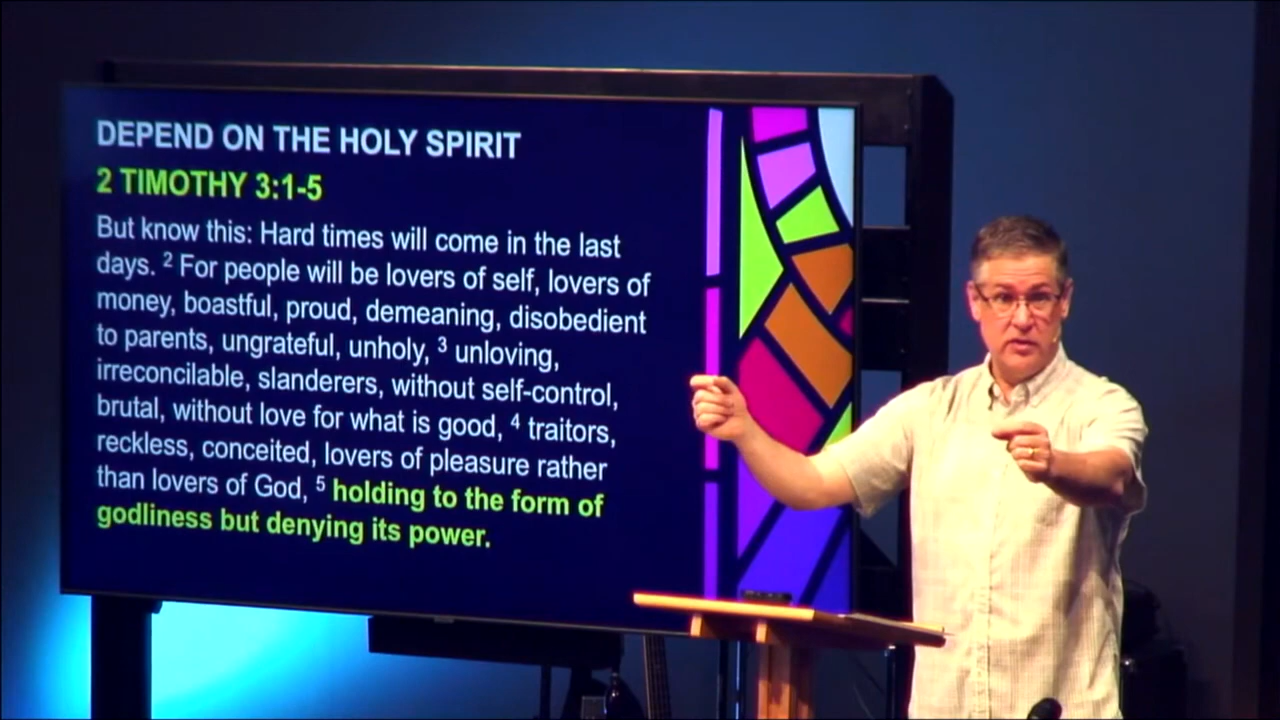 DEPEND ON THE HOLY SPIRIT
2 TIMOTHY 3:1-5
But know this: Hard times will come in the last
days. ² For people will be lovers of self, lovers of
money, boastful, proud, demeaning, disobedient
to parents, ungrateful, unholy, ³ unloving,
irreconcilable, slanderers, without self-control,
brutal, without love for what is good, ⁴ traitors,
reckless, conceited, lovers of pleasure rather
than lovers of God, ⁵ holding to the form of
godliness but denying its power.